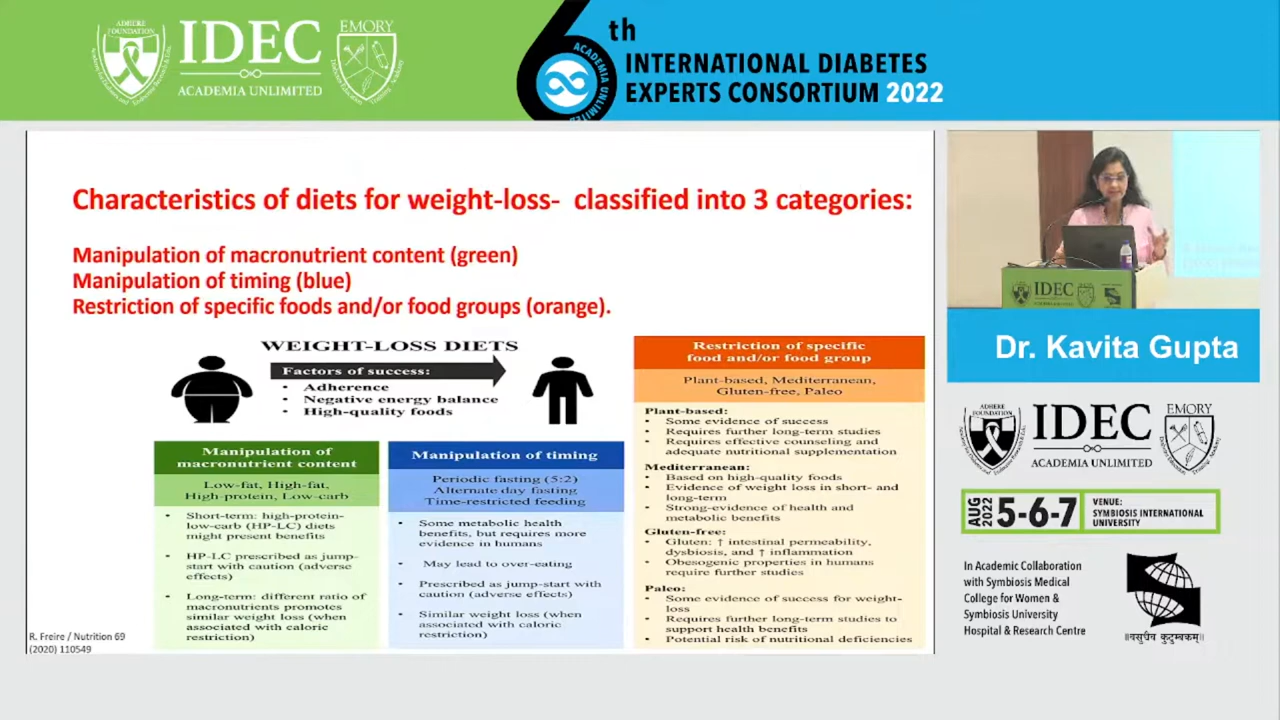 ADHERE FOUNDATION
IDEC
ACADEMIA UNLIMITED
EMORY
6th
ACADEMIA UNLIMITED
INTERNATIONAL DIABETES
EXPERTS CONSORTIUM 2022
Characteristics of diets for weight-loss-  classified into 3 categories:
Manipulation of macronutrient content (green)
Manipulation of timing (blue)
Restriction of specific foods and/or food groups (orange).
WEIGHT-LOSS DIETS
Factors of success:
• Adherence
• Negative energy balance
• High-quality foods
Manipulation of
macronutrient content
Low-fat, High-fat,
High-protein, Low-carb
• Short-term: high-protein-
low-carb (HP-LC) diets
might present benefits
• HP-LC prescribed as jump-
start with caution (adverse
effects)
• Long-term: different ratio of
macronutrients promotes
similar weight loss (when
associated with caloric
restriction)
Manipulation of timing
Periodic fasting (5:2)
Alternate day fasting
Time-restricted feeding
• Some metabolic health
benefits, but requires more
evidence in humans
• May lead to over-eating
• Prescribed as jump-start with
caution (adverse effects)
• Similar weight loss (when
associated with caloric
restriction)
Restriction of specific
food and/or food group
Plant-based, Mediterranean,
Gluten-free, Paleo
Plant-based:
• Some evidence of success
• Requires further long-term studies
• Requires effective counseling and
adequate nutritional supplementation
Mediterranean:
• Based on high-quality foods
• Evidence of weight loss in short- and
long-term
• Strong-evidence of health and
metabolic benefits
Gluten-free:
• Gluten: ↑ intestinal permeability,
dysbiosis, and ↑ inflammation
• Obesogenic properties in humans
require further studies
Paleo:
• Some evidence of success for weight-
loss
• Requires further long-term studies to
support health benefits
• Potential risk of nutritional deficiencies
R. Freire / Nutrition 69
(2020) 110549
IDEC
Dr. Kavita Gupta
ADHERE FOUNDATION
IDEC
ACADEMIA UNLIMITED
EMORY
AUG 2022
5-6-7
VENUE:
SYMBIOSIS INTERNATIONAL
UNIVERSITY
In Academic Collaboration
with Symbiosis Medical
College for Women &
Symbiosis University
Hospital & Research Centre
॥वसुधैव कुटुम्बकम्॥